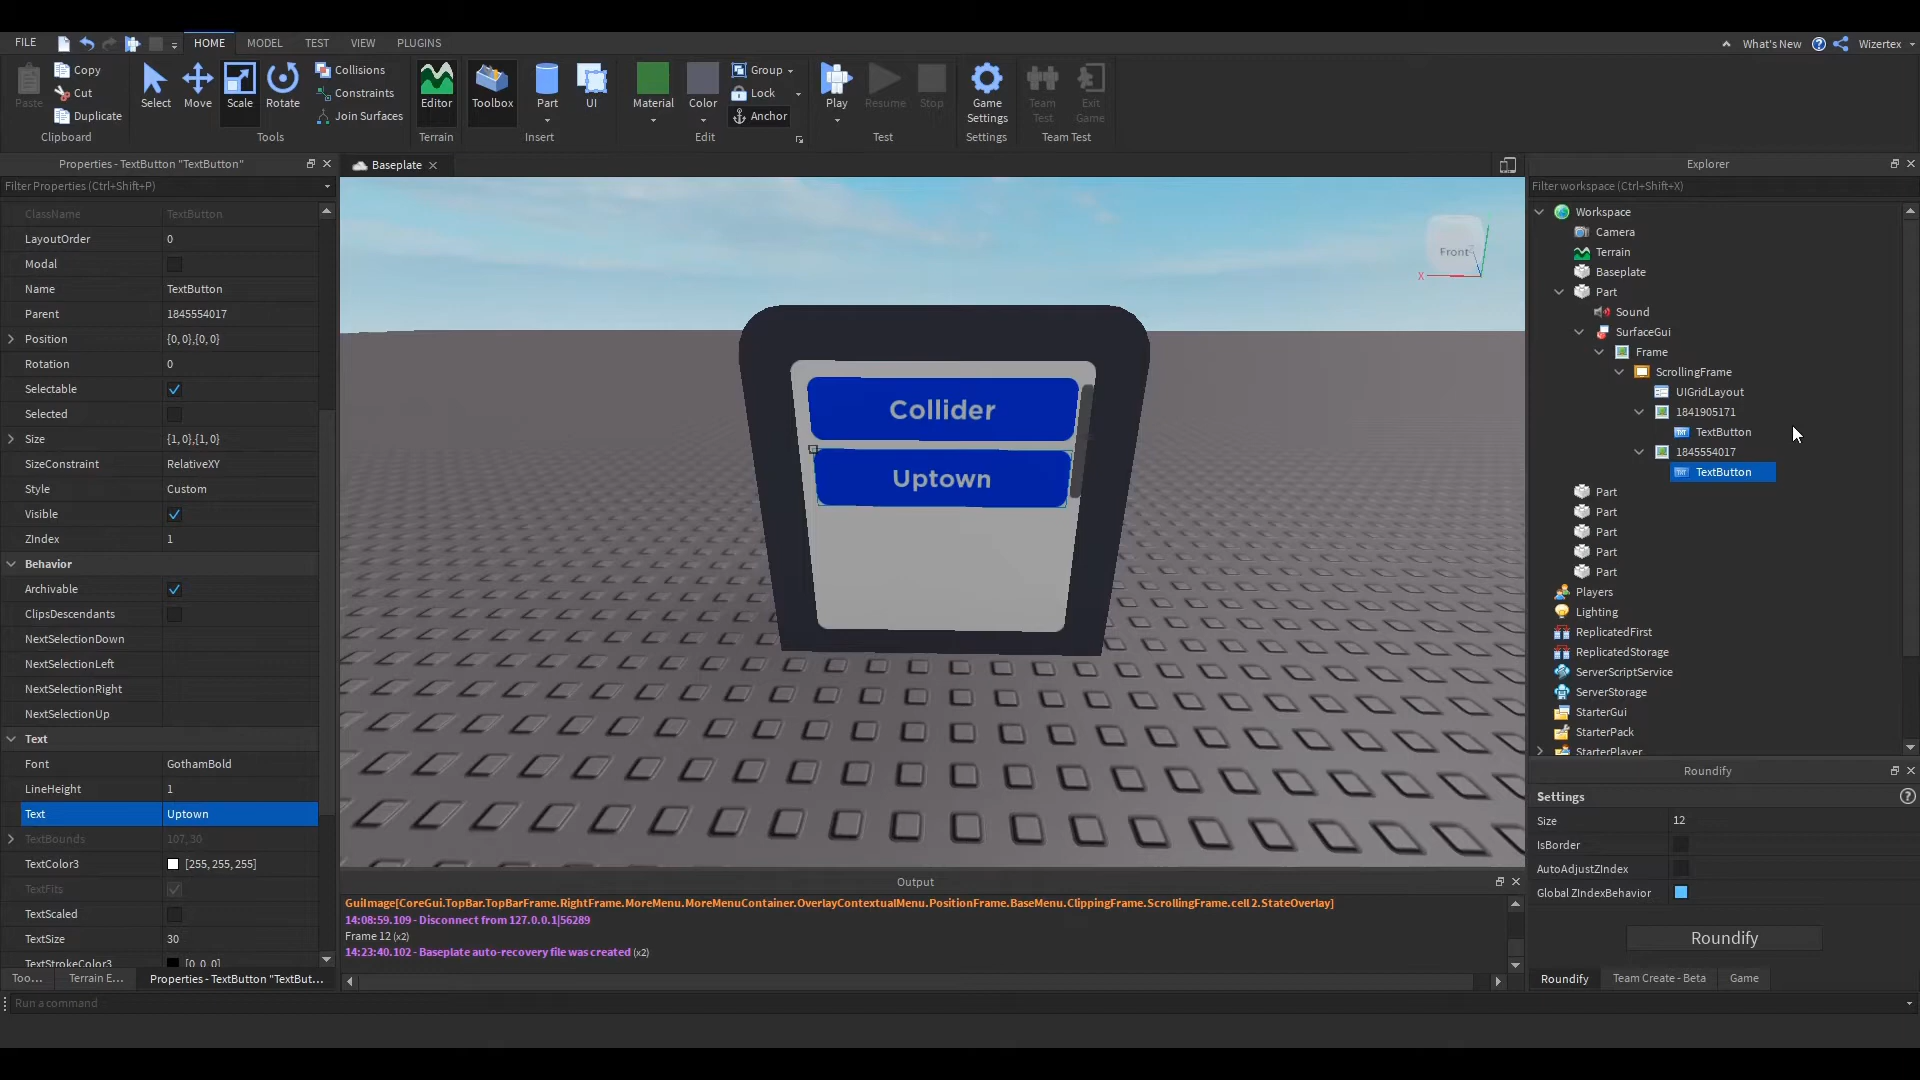 FILE HOME MODEL TEST VIEW PLUGINS What's New Wizertex
Paste Copy Cut Duplicate Clipboard
Select Move Scale Rotate Collisions Constraints Join Surfaces Tools
Editor Terrain
Toolbox Part UI Insert
Material Color Group Lock Anchor Edit
Play Resume Stop Test
Game Settings Settings
Team Test Exit Game Team Test
Properties - TextButton "TextButton"
Filter Properties (Ctrl+Shift+P)
ClassName TextButton
LayoutOrder 0
Modal
Name TextButton
Parent 1845554017
Position {0, 0},{0, 0}
Rotation 0
Selectable
Selected
Size {1, 0},{1, 0}
SizeConstraint RelativeXY
Style Custom
Visible
ZIndex 1
Behavior
Archivable
ClipsDescendants
NextSelectionDown
NextSelectionLeft
NextSelectionRight
NextSelectionUp
Text
Font GothamBold
LineHeight 1
Text Uptown
TextBounds 107, 30
TextColor3 [255, 255, 255]
TextFits
TextScaled
TextSize 30
TextStrokeColor3 [0, 0, 0]
Too... Terrain E... Properties - TextButton "TextBut...
Run a command
Baseplate
Front
X
Collider
Uptown
Output
GuiImage[CoreGui.TopBar.TopBarFrame.RightFrame.MoreMenu.MoreMenuContainer.OverlayContextualMenu.PositionFrame.BaseMenu.ClippingFrame.ScrollingFrame.cell 2.StateOverlay]
14:08:59.109 - Disconnect from 127.0.0.1|56289
Frame 12 (x2)
14:23:40.102 - Baseplate auto-recovery file was created (x2)
Explorer
Filter workspace (Ctrl+Shift+X)
Workspace
Camera
Terrain
Baseplate
Part
Sound
SurfaceGui
Frame
ScrollingFrame
UIGridLayout
1841905171
TextButton
1845554017
TextButton
Part
Part
Part
Part
Part
Players
Lighting
ReplicatedFirst
ReplicatedStorage
ServerScriptService
ServerStorage
StarterGui
StarterPack
StarterPlayer
Roundify
Settings
Size 12
IsBorder
AutoAdjustZIndex
Global ZIndexBehavior
Roundify
Roundify Team Create - Beta Game